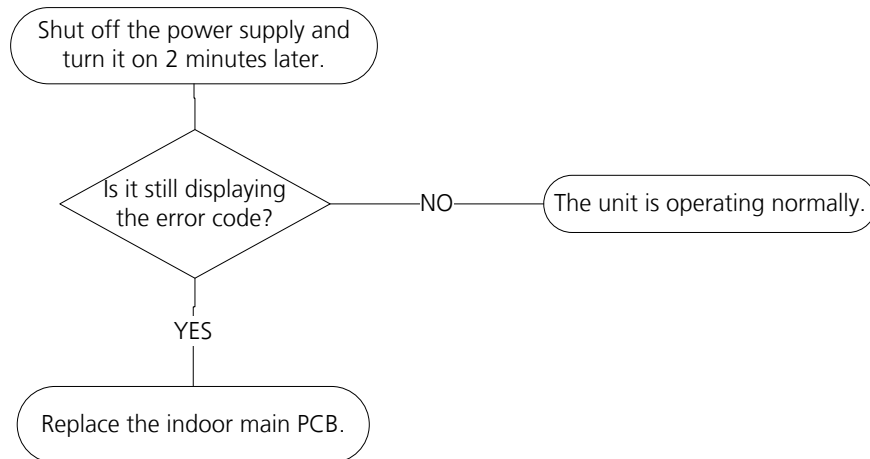 Shut off the power supply and
turn it on 2 minutes later.
Is it still displaying
the error code?
NO
The unit is operating normally.
YES
Replace the indoor main PCB.